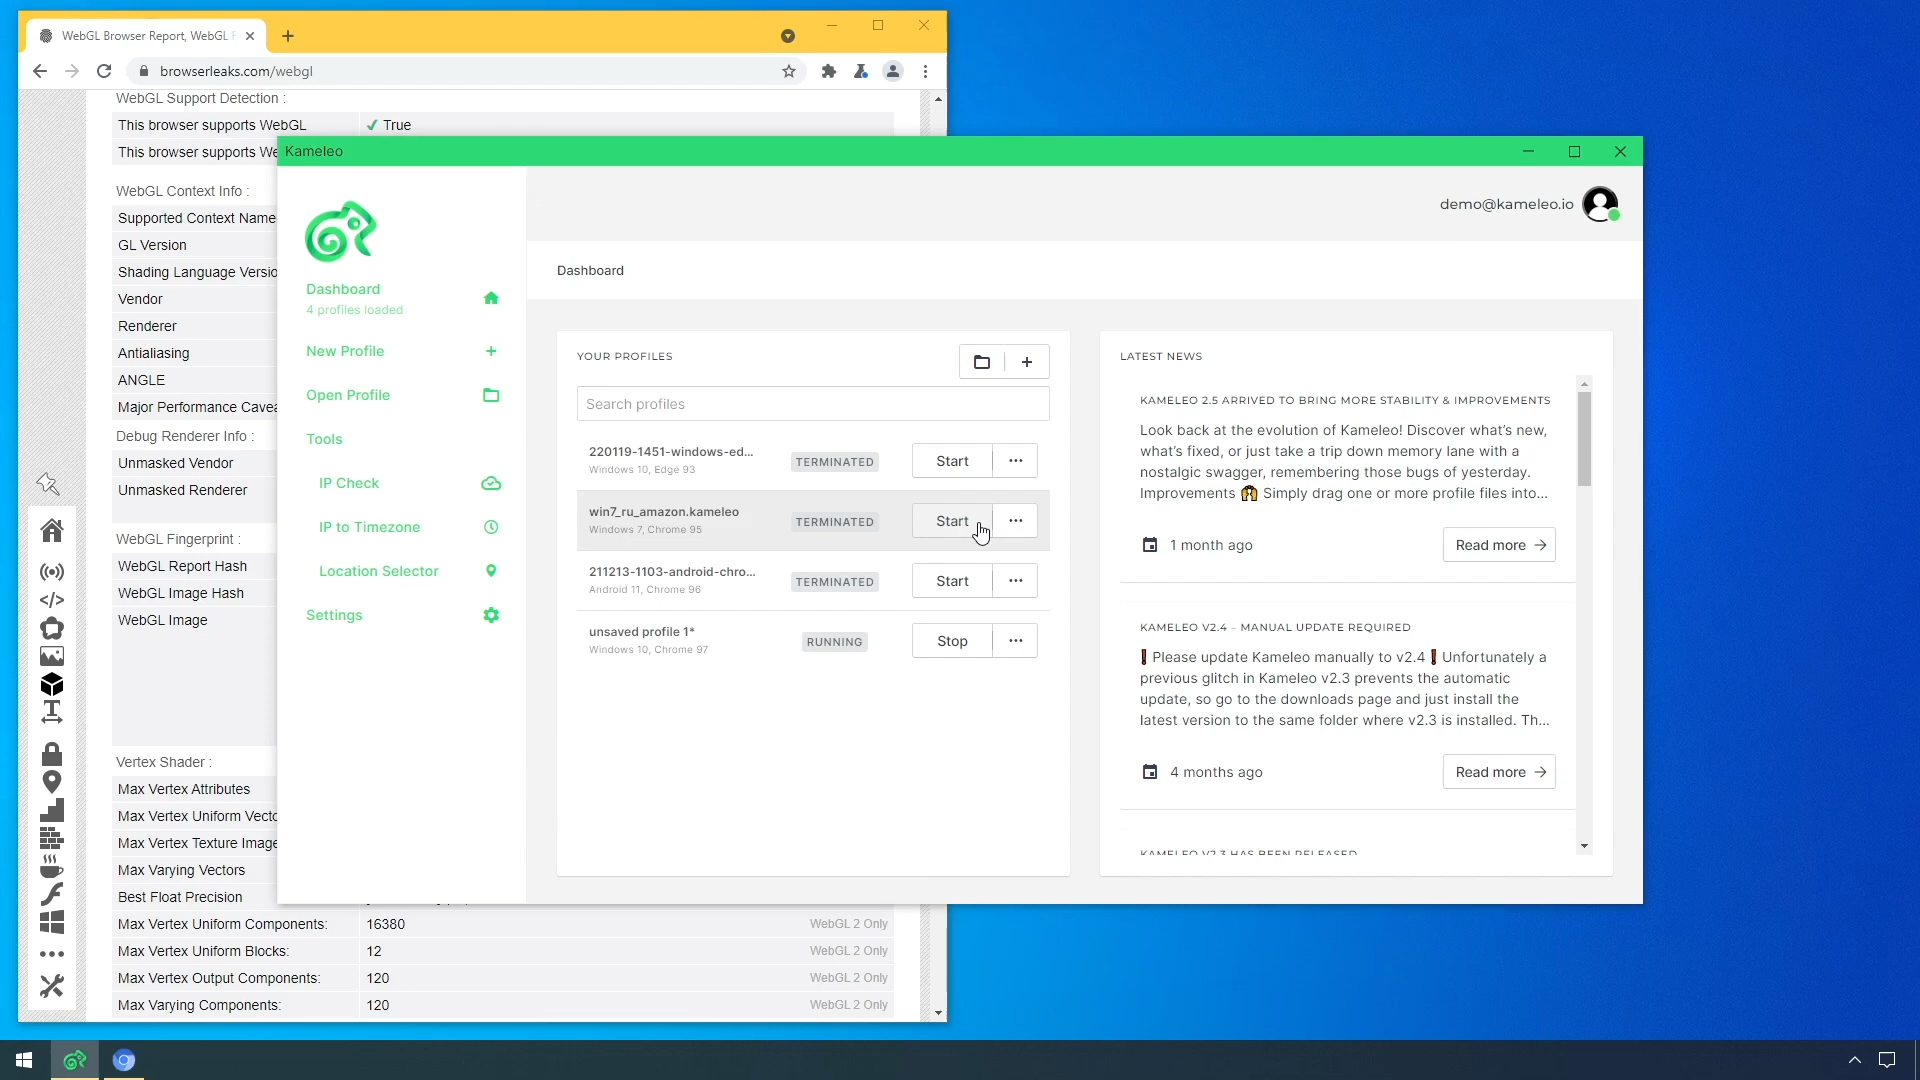 WebGL Browser Report, WebGL F
browserleaks.com/webgl
WebGL Support Detection :
This browser supports WebGL
✔ True
This browser supports We
WebGL Context Info :
Supported Context Name
GL Version
Shading Language Versio
Vendor
Renderer
Antialiasing
ANGLE
Major Performance Cavea
Debug Renderer Info :
Unmasked Vendor
Unmasked Renderer
WebGL Fingerprint :
WebGL Report Hash
WebGL Image Hash
WebGL Image
Vertex Shader :
Max Vertex Attributes
Max Vertex Uniform Vecto
Max Vertex Texture Image
Max Varying Vectors
Best Float Precision
Max Vertex Uniform Components: 16380 WebGL 2 Only
Max Vertex Uniform Blocks: 12 WebGL 2 Only
Max Vertex Output Components: 120 WebGL 2 Only
Max Varying Components: 120 WebGL 2 Only
Kameleo
demo@kameleo.io
Dashboard
4 profiles loaded
New Profile
Open Profile
Tools
IP Check
IP to Timezone
Location Selector
Settings
Dashboard
YOUR PROFILES
Search profiles
220119-1451-windows-ed...
Windows 10, Edge 93
TERMINATED
Start
win7_ru_amazon.kameleo
Windows 7, Chrome 95
TERMINATED
Start
211213-1103-android-chro...
Android 11, Chrome 96
TERMINATED
Start
unsaved profile 1*
Windows 10, Chrome 97
RUNNING
Stop
LATEST NEWS
KAMELEO 2.5 ARRIVED TO BRING MORE STABILITY & IMPROVEMENTS
Look back at the evolution of Kameleo! Discover what's new,
what's fixed, or just take a trip down memory lane with a
nostalgic swagger, remembering those bugs of yesterday.
Improvements 🙌 Simply drag one or more profile files into...
1 month ago
Read more
KAMELEO V2.4 – MANUAL UPDATE REQUIRED
❗Please update Kameleo manually to v2.4❗Unfortunately a
previous glitch in Kameleo v2.3 prevents the automatic
update, so go to the downloads page and just install the
latest version to the same folder where v2.3 is installed. Th...
4 months ago
Read more
KAMELEO V2.3 HAS BEEN RELEASED